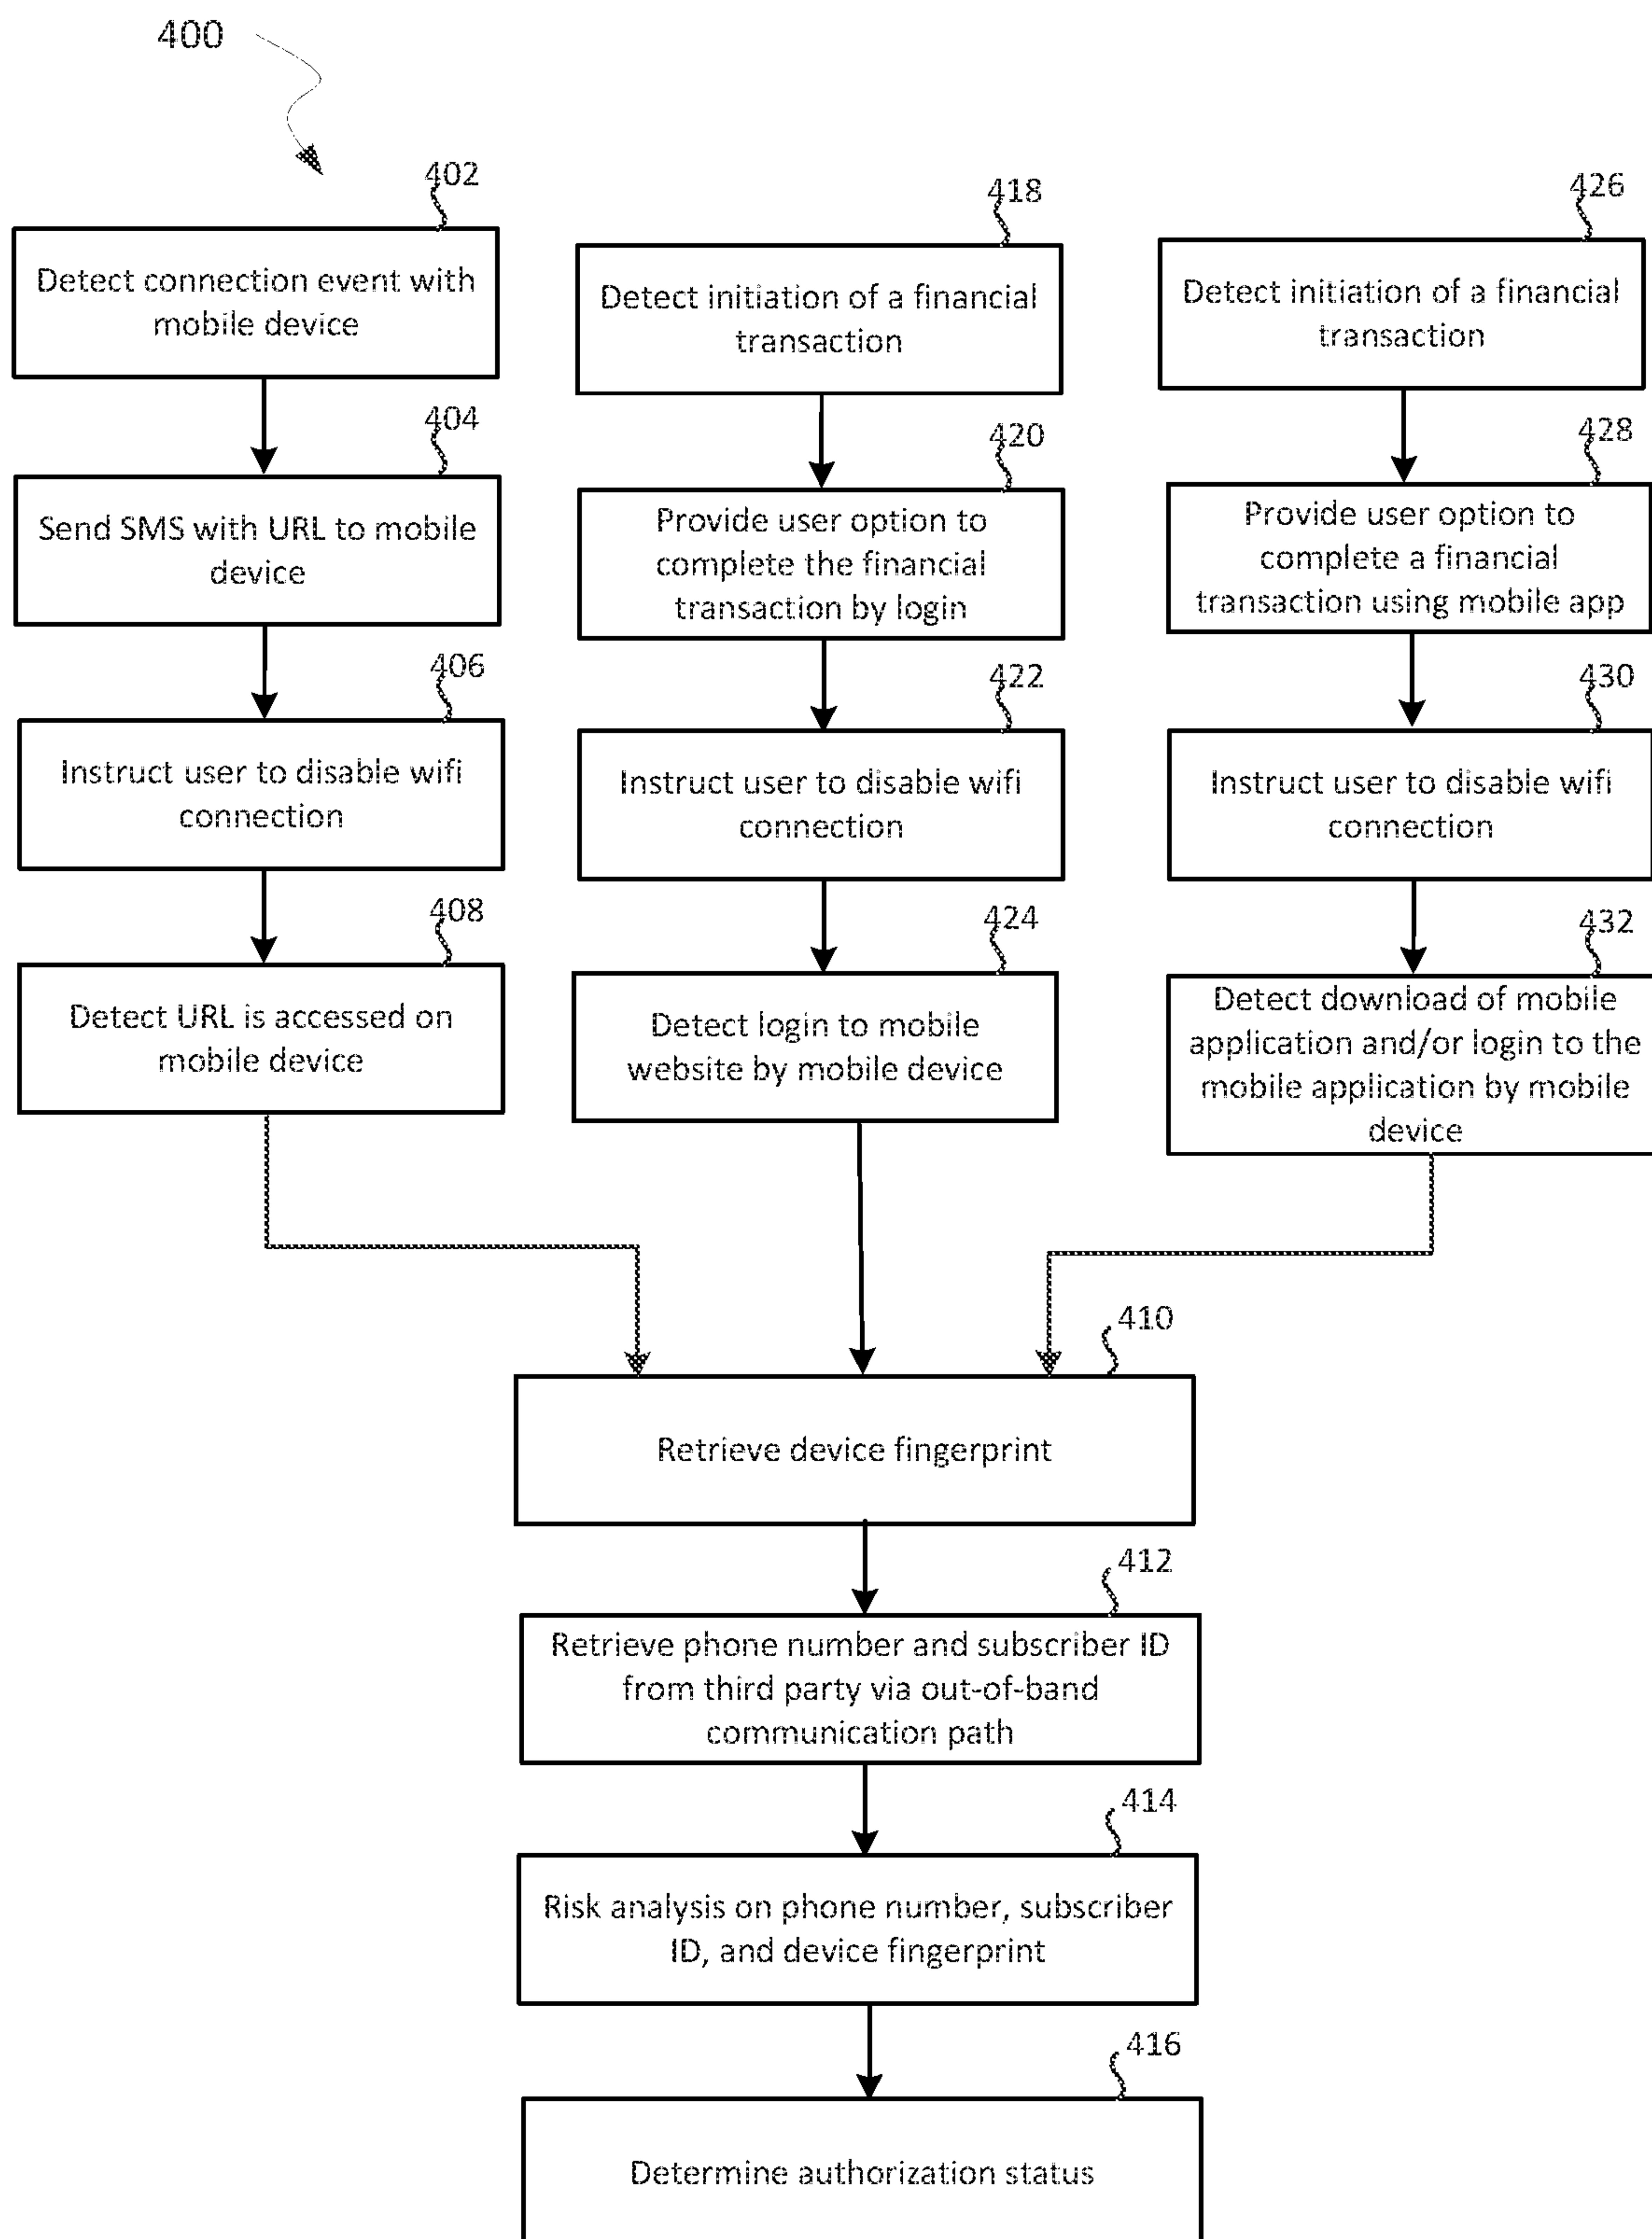 400
402
Detect connection event with
mobile device
404
Send SMS with URL to mobile
device
406
Instruct user to disable wifi
connection
408
Detect URL is accessed on
mobile device
418
Detect initiation of a financial
transaction
420
Provide user option to
complete the financial
transaction by login
422
Instruct user to disable wifi
connection
424
Detect login to mobile
website by mobile device
426
Detect initiation of a financial
transaction
428
Provide user option to
complete a financial
transaction using mobile app
430
Instruct user to disable wifi
connection
432
Detect download of mobile
application and/or login to the
mobile application by mobile
device
410
Retrieve device fingerprint
412
Retrieve phone number and subscriber ID
from third party via out-of-band
communication path
414
Risk analysis on phone number, subscriber
ID, and device fingerprint
416
Determine authorization status